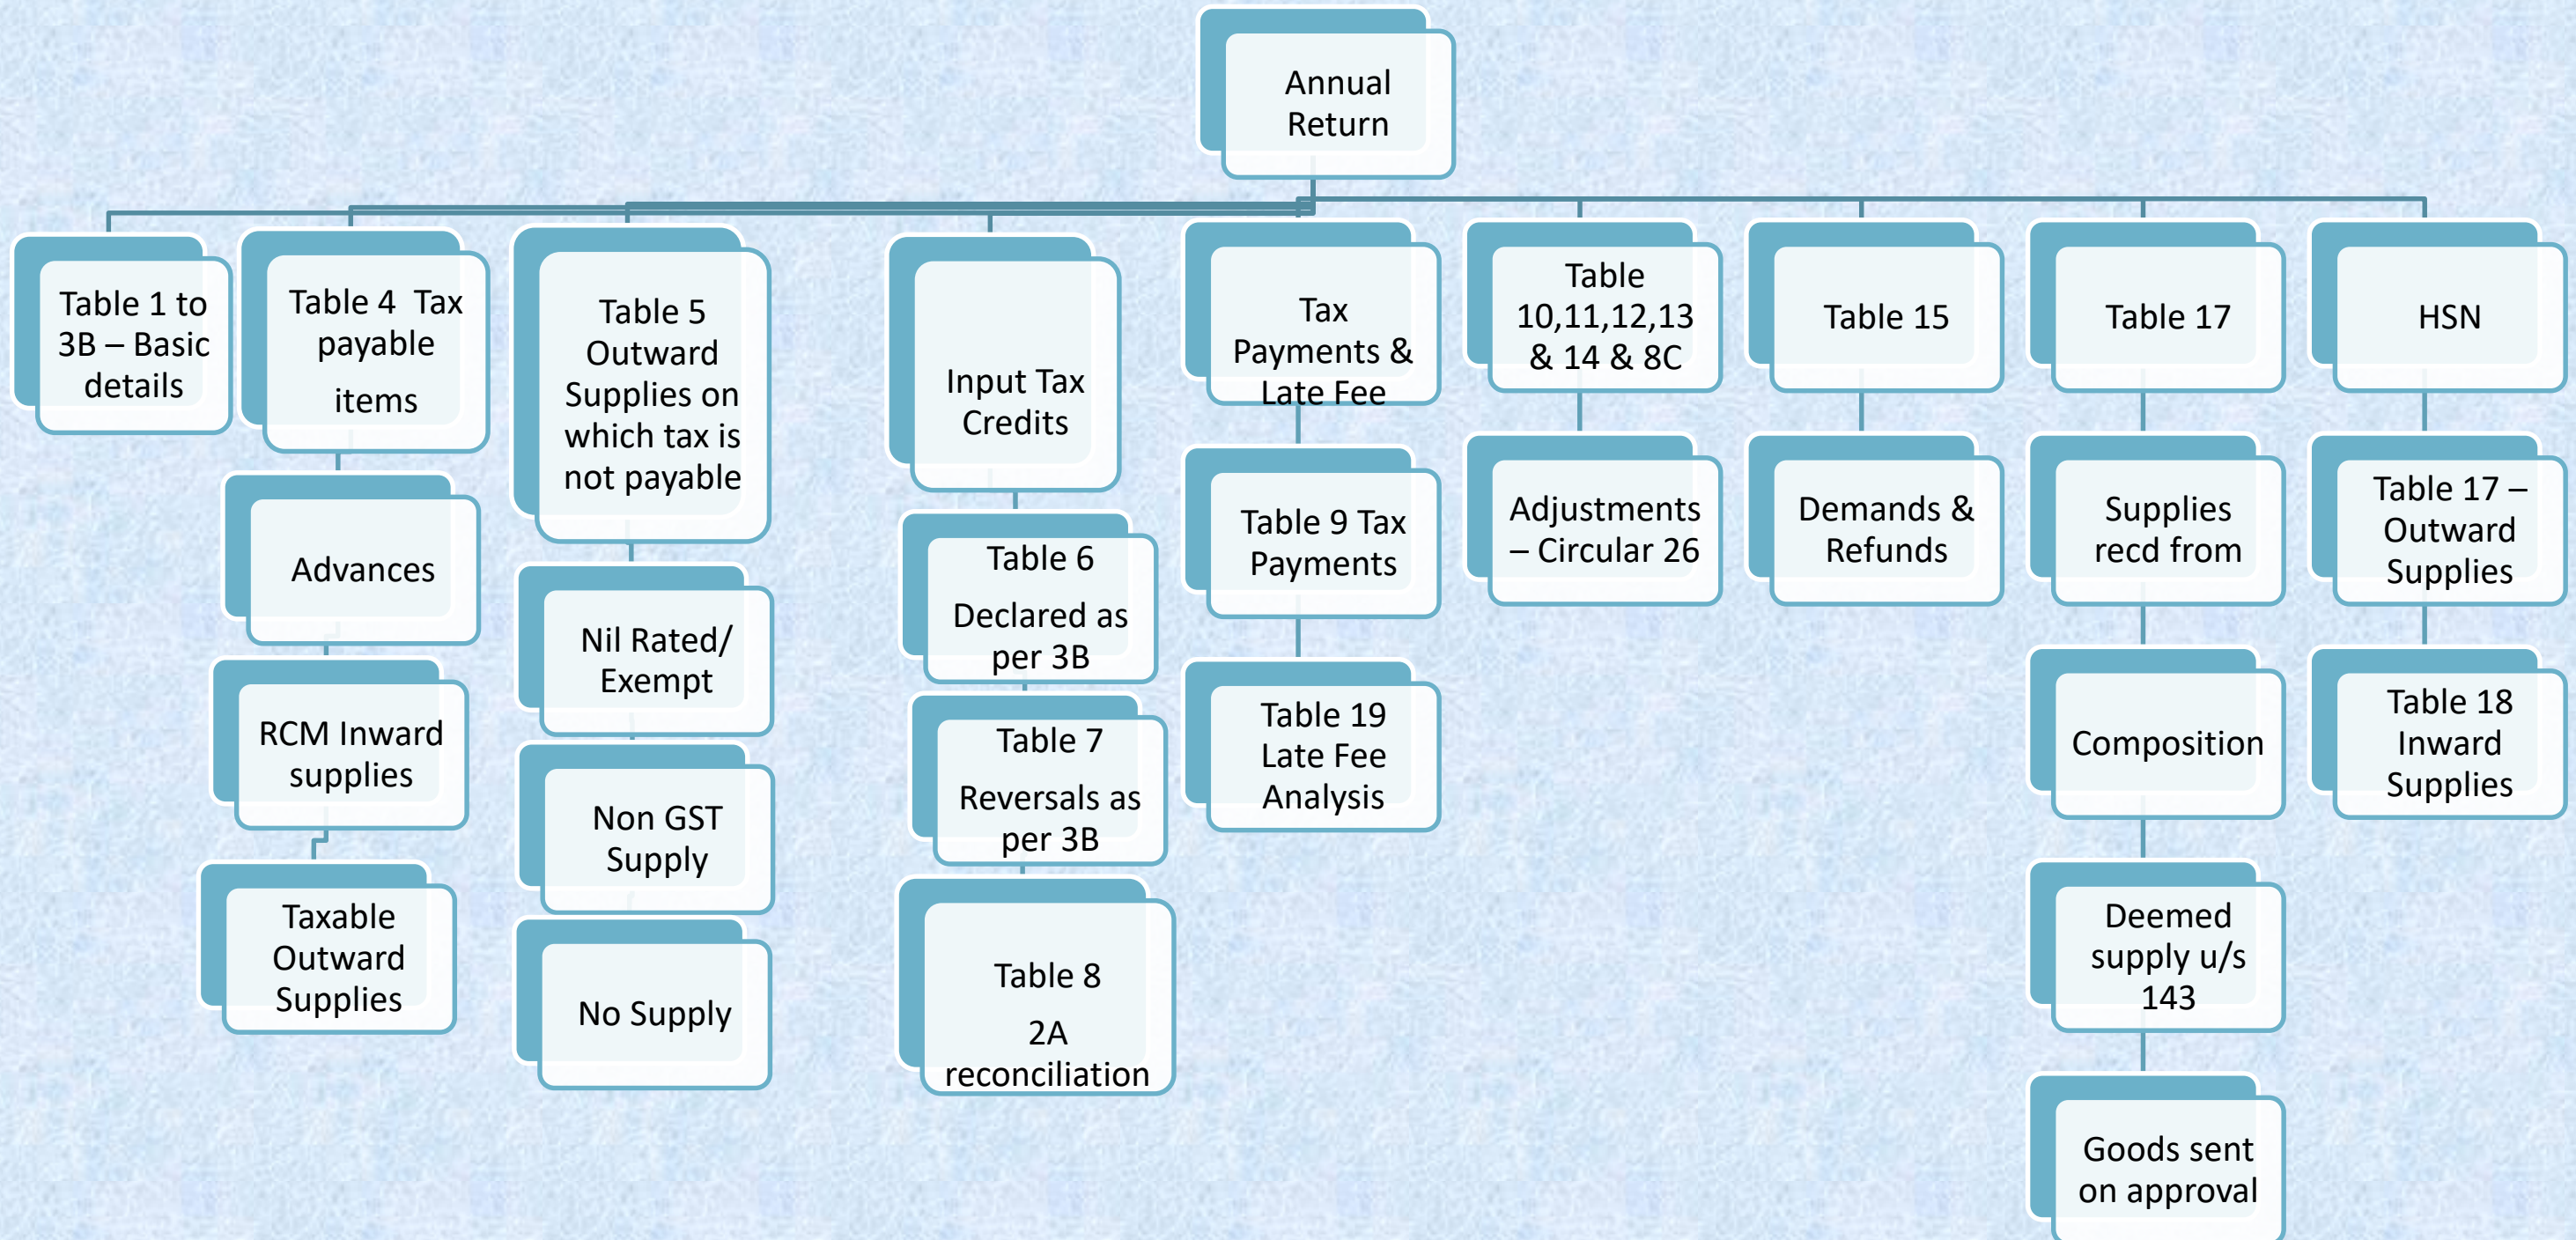 Annual
Return
Table 1 to
3B – Basic
details
Table 4  Tax
payable
items
Advances
RCM Inward
supplies
Taxable
Outward
Supplies
Table 5
Outward
Supplies on
which tax is
not payable
Nil Rated/
Exempt
Non GST
Supply
No Supply
Input Tax
Credits
Table 6
Declared as
per 3B
Table 7
Reversals as
per 3B
Table 8
2A
reconciliation
Tax
Payments &
Late Fee
Table 9 Tax
Payments
Table 19
Late Fee
Analysis
Table
10,11,12,13
& 14 & 8C
Adjustments
– Circular 26
Table 15
Demands &
Refunds
Table 17
Supplies
recd from
Composition
Deemed
supply u/s
143
Goods sent
on approval
HSN
Table 17 –
Outward
Supplies
Table 18
Inward
Supplies